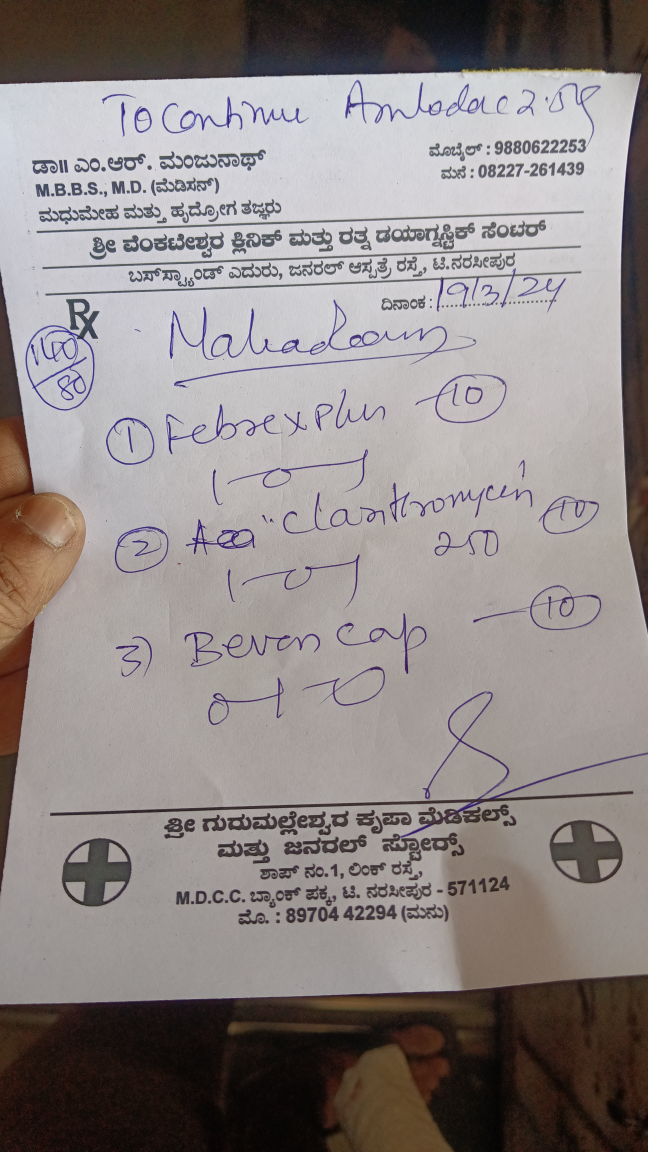 To Continue Amlodac 2.5g
ಡಾ॥ ಎಂ.ಆರ್. ಮಂಜುನಾಥ್
M.B.B.S., M.D. (ಮೆಡಿಸನ್)
ಮಧುಮೇಹ ಮತ್ತು ಹೃದ್ರೋಗ ತಜ್ಞರು
ಮೊಬೈಲ್ : 9880622253
ಮನೆ : 08227-261439
ಶ್ರೀ ವೆಂಕಟೇಶ್ವರ ಕ್ಲಿನಿಕ್ ಮತ್ತು ರತ್ನ ಡಯಾಗ್ನಸ್ಟಿಕ್ ಸೆಂಟರ್
ಬಸ್‌ಸ್ಟ್ಯಾಂಡ್ ಎದುರು, ಜನರಲ್ ಆಸ್ಪತ್ರೆ ರಸ್ತೆ, ಟಿ.ನರಸೀಪುರ
ದಿನಾಂಕ : 19/3/24
Rx
140/80
① Febrex plus — 10
1—0—1
② Clarithromycin 10
250
1—0—1
3) Bevon cap — 10
0—1—0
ಶ್ರೀ ಗುರುಮಲ್ಲೇಶ್ವರ ಕೃಪಾ ಮೆಡಿಕಲ್ಸ್
ಮತ್ತು ಜನರಲ್ ಸ್ಟೋರ್ಸ್
ಶಾಪ್ ನಂ.1, ಲಿಂಕ್ ರಸ್ತೆ,
M.D.C.C. ಬ್ಯಾಂಕ್ ಪಕ್ಕ, ಟಿ. ನರಸೀಪುರ - 571124
ಮೊ. : 89704 42294 (ಮನು)